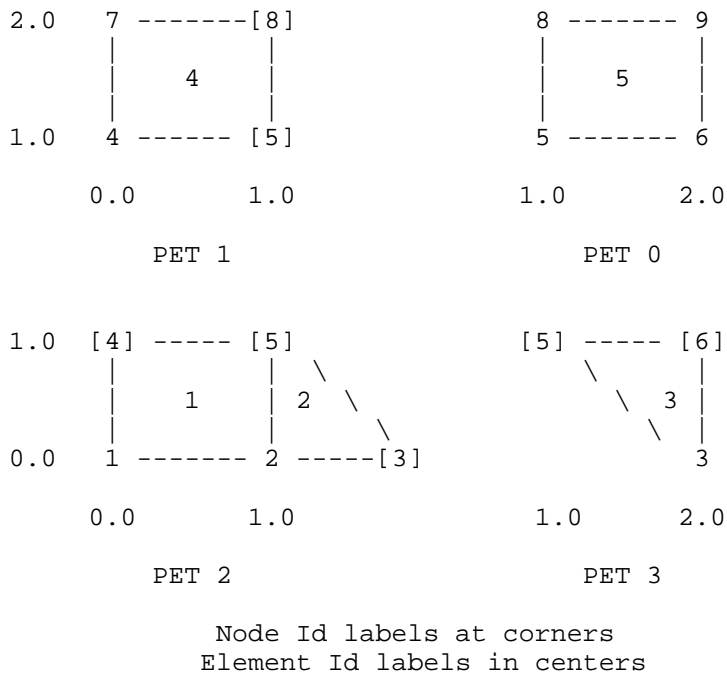 2.0 7 -------[8] 8 ------- 9
| | | |
| 4 | | 5 |
| | | |
1.0 4 ------ [5] 5 ------- 6
0.0 1.0 1.0 2.0
PET 1 PET 0
1.0 [4] ----- [5] [5] ----- [6]
| | \ \ |
| 1 | 2 \ \ 3 |
| | \ \ |
0.0 1 ------- 2 -----[3] 3
0.0 1.0 1.0 2.0
PET 2 PET 3
Node Id labels at corners
Element Id labels in centers